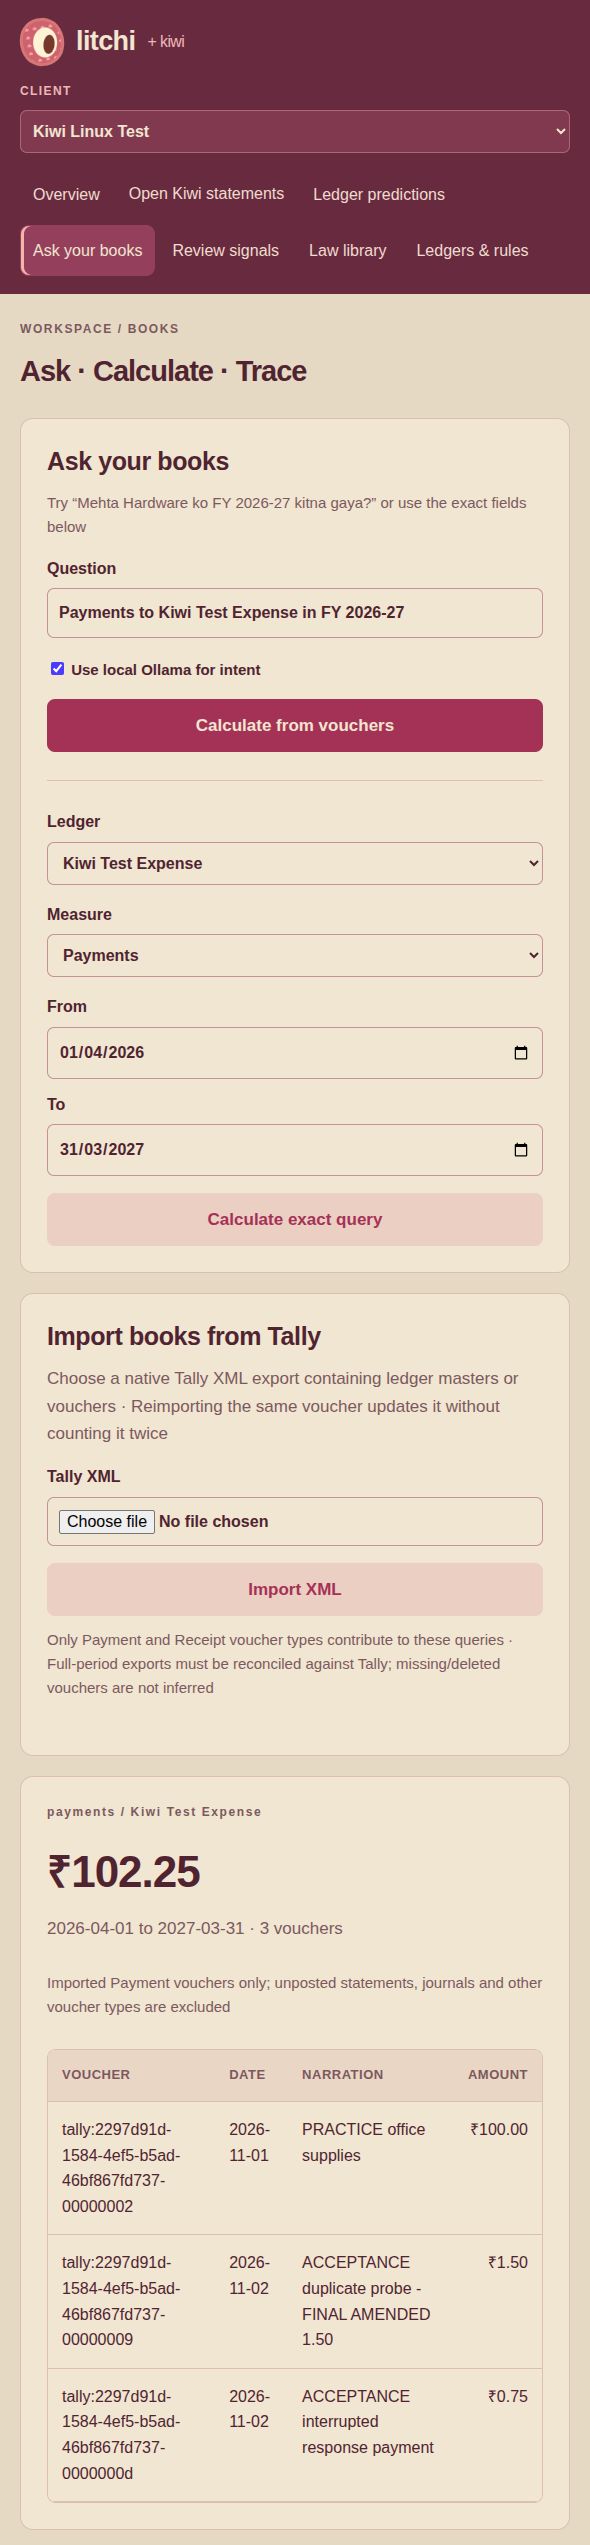 litchi + kiwi
CLIENT
Kiwi Linux Test
Overview
Open Kiwi statements
Ledger predictions
Ask your books
Review signals
Law library
Ledgers & rules
WORKSPACE / BOOKS
Ask · Calculate · Trace
Ask your books
Try “Mehta Hardware ko FY 2026-27 kitna gaya?” or use the exact fields
below
Question
Payments to Kiwi Test Expense in FY 2026-27
Use local Ollama for intent
Calculate from vouchers
Ledger
Kiwi Test Expense
Measure
Payments
From
01/04/2026
To
31/03/2027
Calculate exact query
Import books from Tally
Choose a native Tally XML export containing ledger masters or
vouchers · Reimporting the same voucher updates it without
counting it twice
Tally XML
Choose file No file chosen
Import XML
Only Payment and Receipt voucher types contribute to these queries ·
Full-period exports must be reconciled against Tally; missing/deleted
vouchers are not inferred
payments / Kiwi Test Expense
₹102.25
2026-04-01 to 2027-03-31 · 3 vouchers
Imported Payment vouchers only; unposted statements, journals and other
voucher types are excluded
VOUCHER DATE NARRATION AMOUNT
tally:2297d91d- 2026- PRACTICE office ₹100.00
1584-4ef5-b5ad- 11-01 supplies
46bf867fd737-
00000002
tally:2297d91d- 2026- ACCEPTANCE ₹1.50
1584-4ef5-b5ad- 11-02 duplicate probe -
46bf867fd737- FINAL AMENDED
00000009 1.50
tally:2297d91d- 2026- ACCEPTANCE ₹0.75
1584-4ef5-b5ad- 11-02 interrupted
46bf867fd737- response payment
0000000d